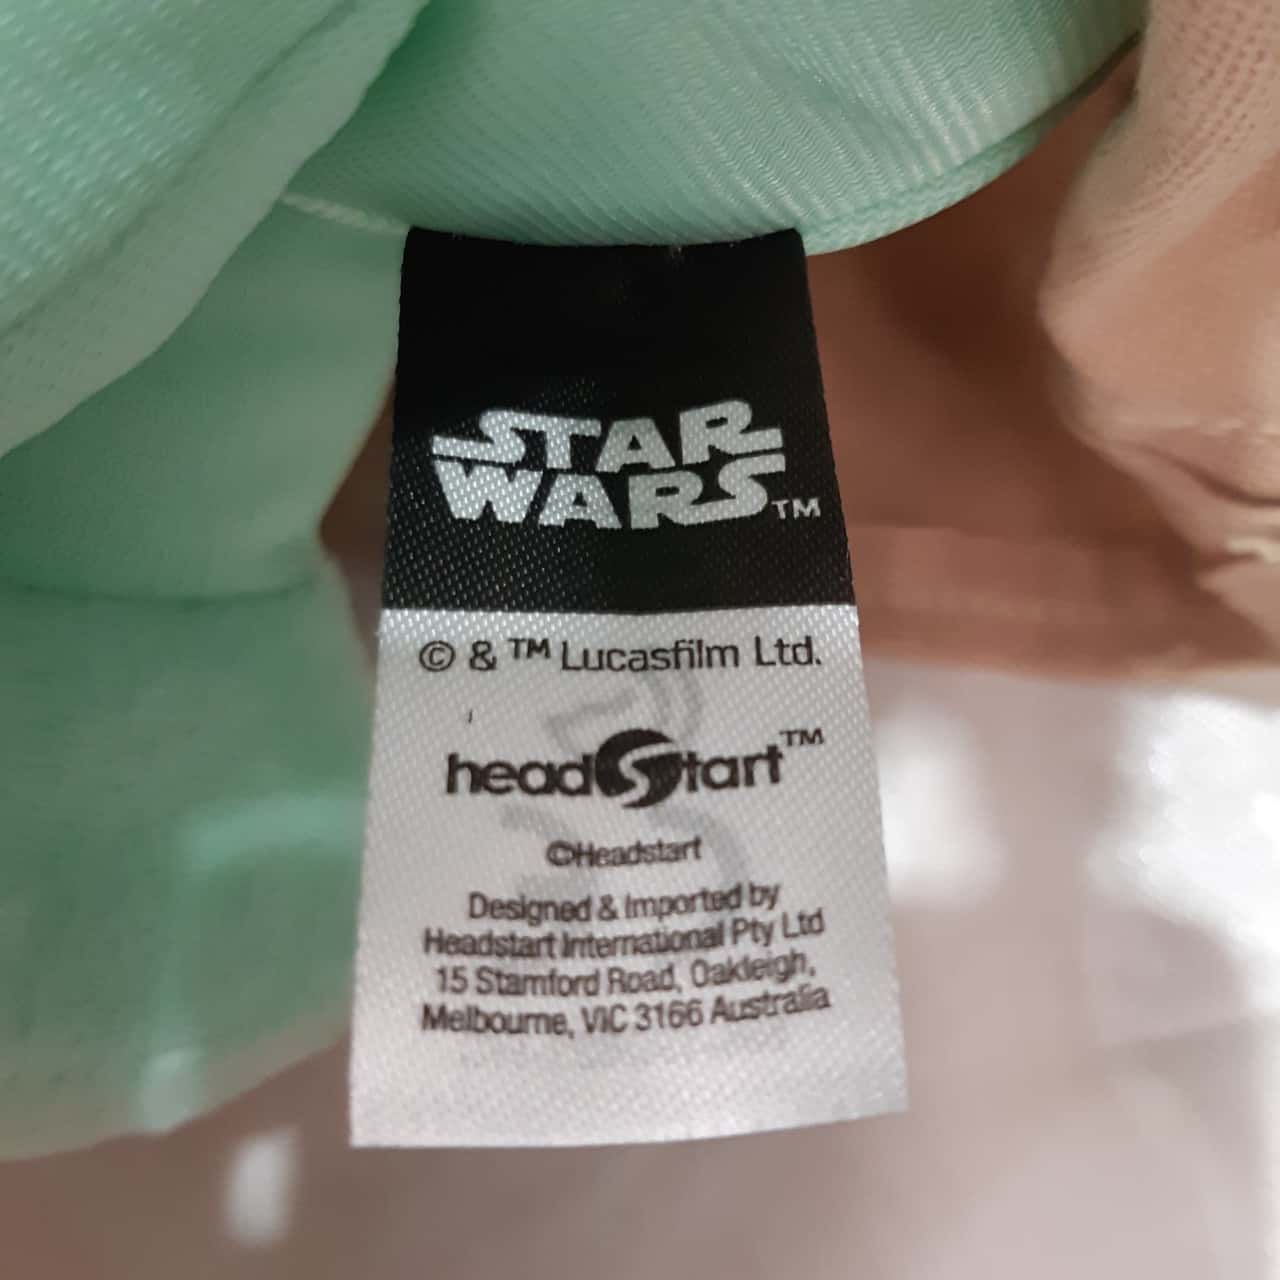 STAR
WARS™
© & ™ Lucasfilm Ltd.
headStart™
©Headstart
Designed & Imported by
Headstart International Pty Ltd
15 Stamford Road, Oakleigh,
Melbourne, VIC 3166 Australia